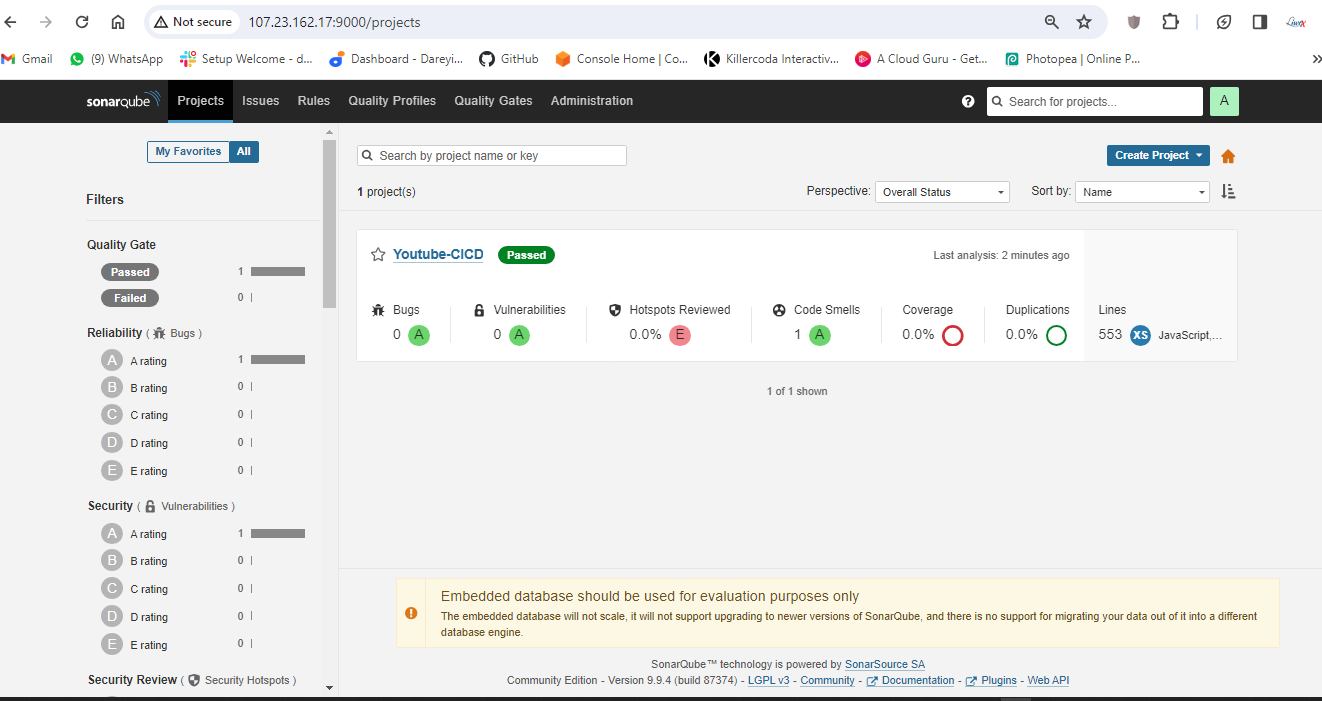 Not secure 107.23.162.17:9000/projects
Gmail (9) WhatsApp Setup Welcome - d... Dashboard - Dareyi... GitHub Console Home | Co... Killercoda Interactiv... A Cloud Guru - Get... Photopea | Online P... »
sonarqube Projects Issues Rules Quality Profiles Quality Gates Administration ? Search for projects... A
My Favorites All
Search by project name or key
Create Project
1 project(s)
Perspective: Overall Status Sort by: Name
Filters
Quality Gate
Passed 1
Failed 0
Reliability ( Bugs )
A A rating 1
B B rating 0
C C rating 0
D D rating 0
E E rating 0
Security ( Vulnerabilities )
A A rating 1
B B rating 0
C C rating 0
D D rating 0
E E rating 0
Security Review ( Security Hotspots )
Youtube-CICD Passed Last analysis: 2 minutes ago
Bugs Vulnerabilities Hotspots Reviewed Code Smells Coverage Duplications Lines
0 A 0 A 0.0% E 1 A 0.0% 0.0% 553 XS JavaScript,...
1 of 1 shown
Embedded database should be used for evaluation purposes only
The embedded database will not scale, it will not support upgrading to newer versions of SonarQube, and there is no support for migrating your data out of it into a different
database engine.
SonarQube™ technology is powered by SonarSource SA
Community Edition - Version 9.9.4 (build 87374) - LGPL v3 - Community - Documentation - Plugins - Web API